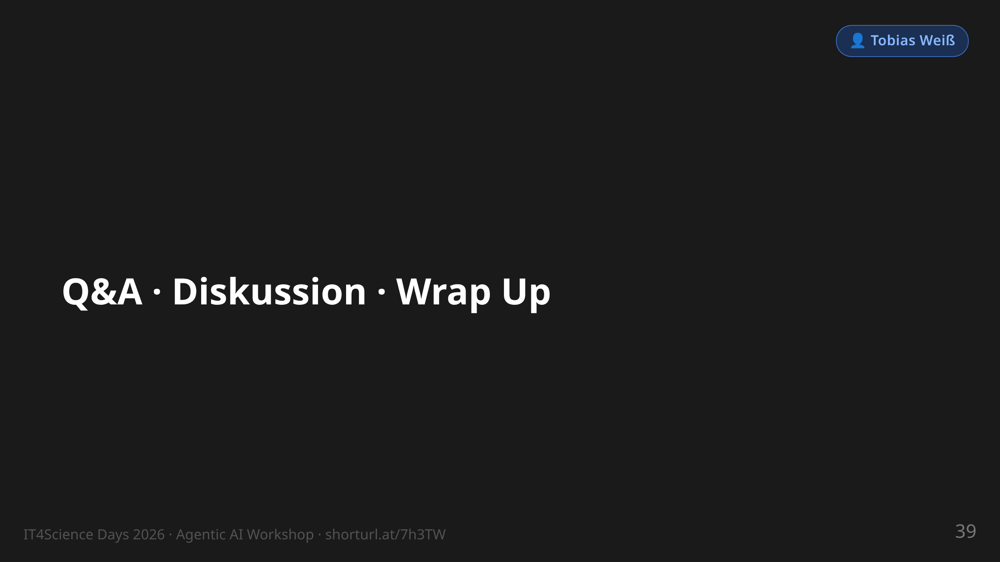 👤 Tobias Weiß
Q&A · Diskussion · Wrap Up
IT4Science Days 2026 · Agentic AI Workshop · shorturl.at/7h3TW
39